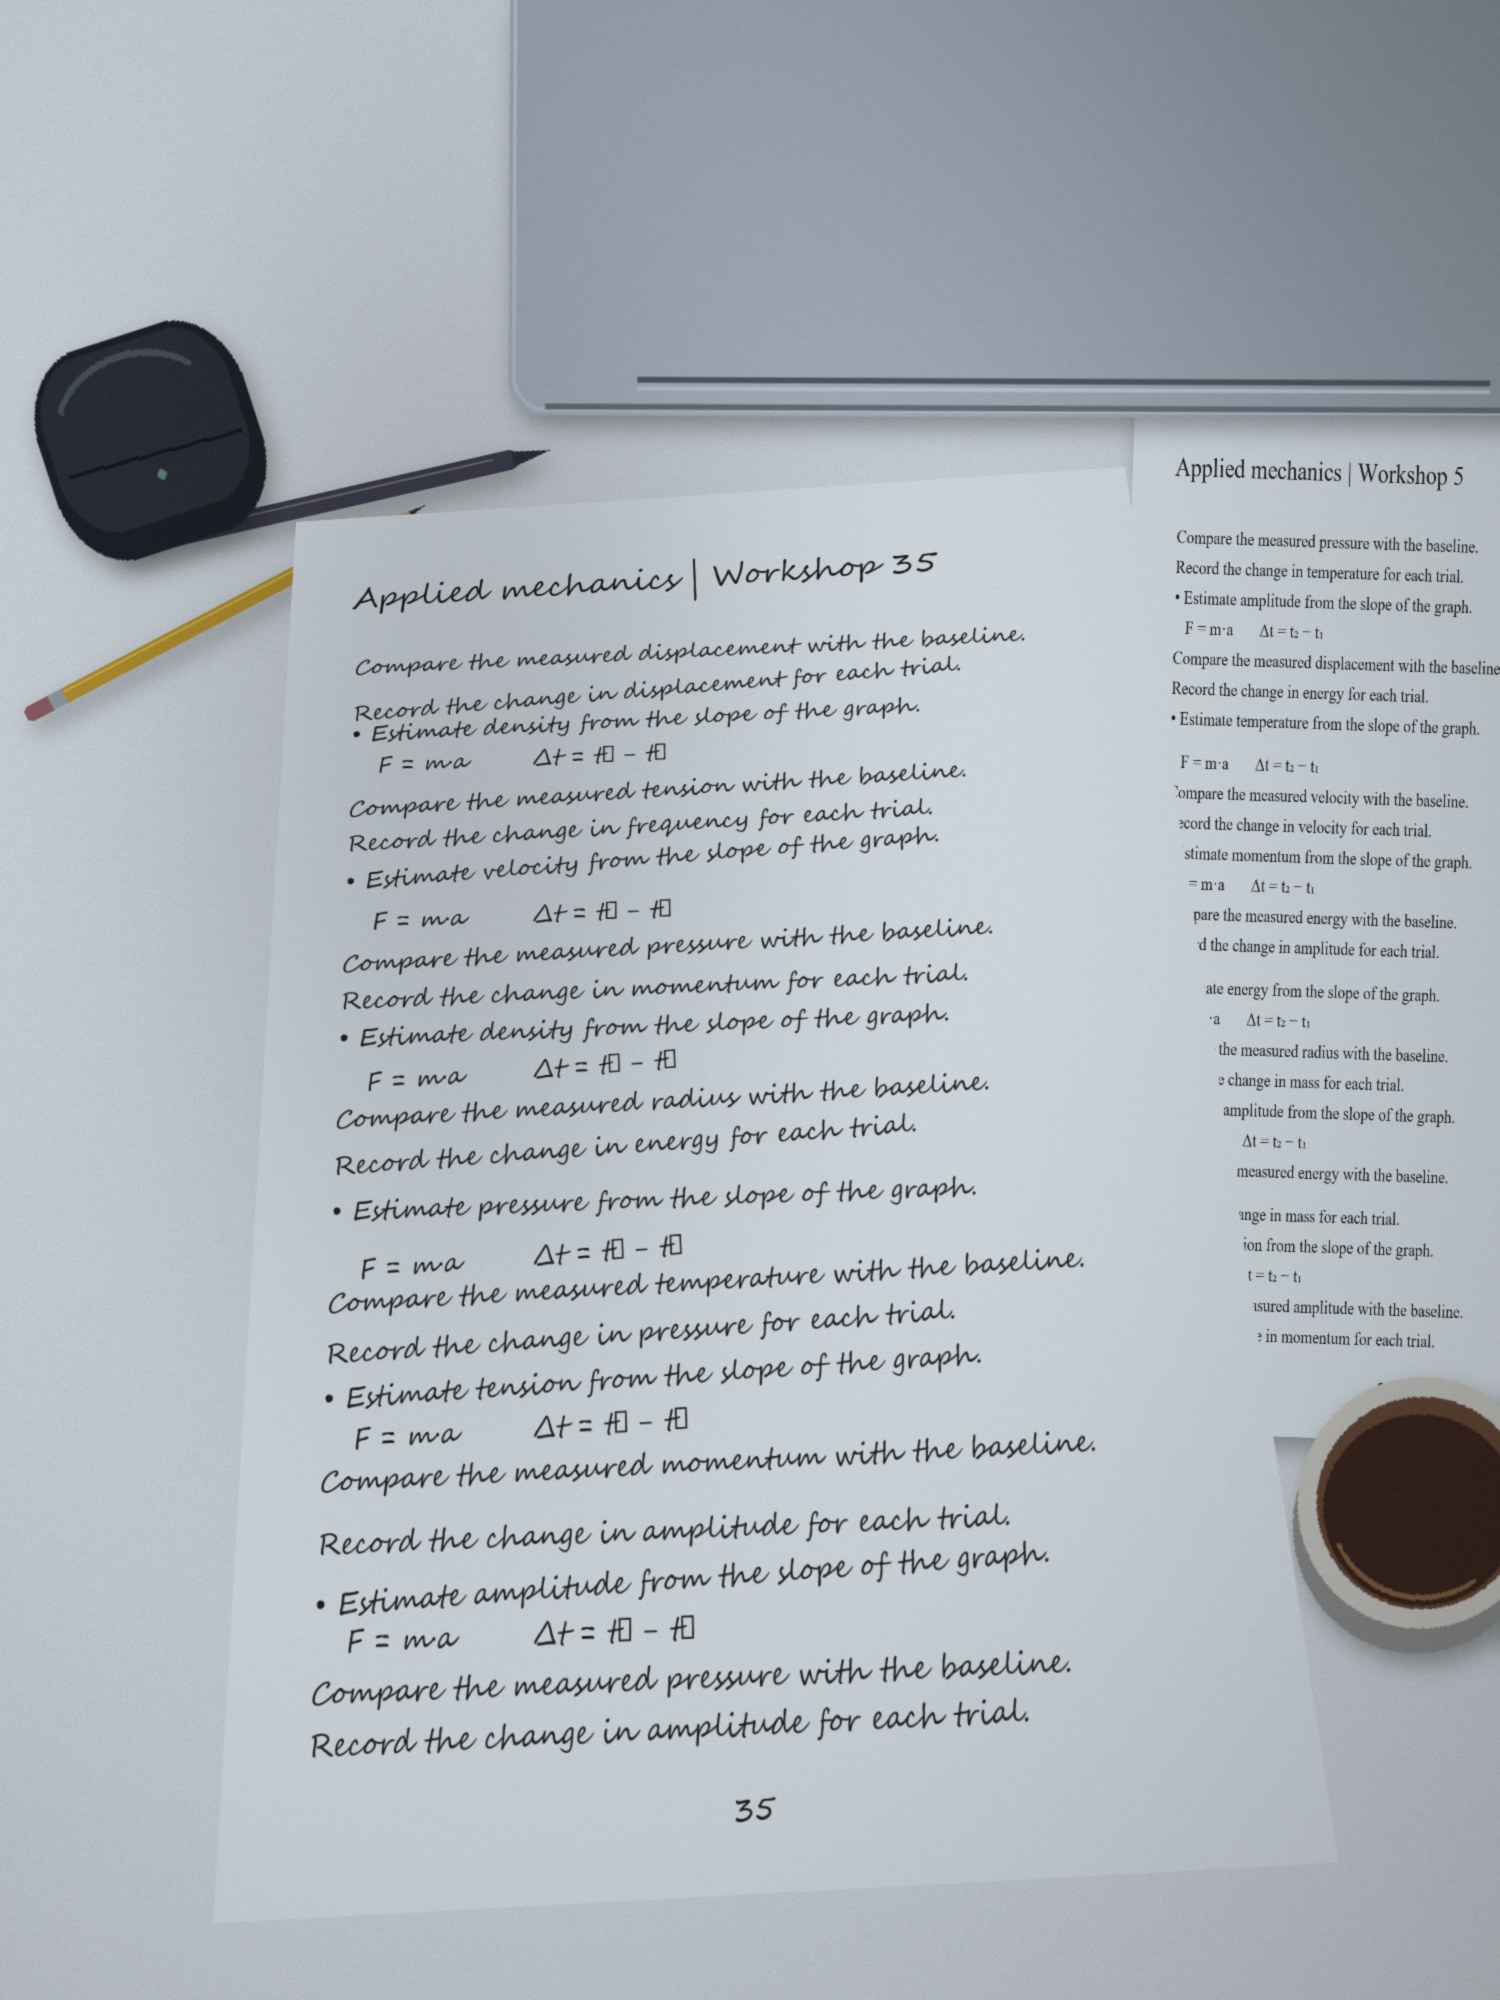 Applied mechanics | Workshop 35
Compare the measured displacement with the baseline.
Record the change in displacement for each trial.
• Estimate density from the slope of the graph.
F = m·a Δt = t□ − t□
Compare the measured tension with the baseline.
Record the change in frequency for each trial.
• Estimate velocity from the slope of the graph.
F = m·a Δt = t□ − t□
Compare the measured pressure with the baseline.
Record the change in momentum for each trial.
• Estimate density from the slope of the graph.
F = m·a Δt = t□ − t□
Compare the measured radius with the baseline.
Record the change in energy for each trial.
• Estimate pressure from the slope of the graph.
F = m·a Δt = t□ − t□
Compare the measured temperature with the baseline.
Record the change in pressure for each trial.
• Estimate tension from the slope of the graph.
F = m·a Δt = t□ − t□
Compare the measured momentum with the baseline.
Record the change in amplitude for each trial.
• Estimate amplitude from the slope of the graph.
F = m·a Δt = t□ − t□
Compare the measured pressure with the baseline.
Record the change in amplitude for each trial.
35
Applied mechanics | Workshop 5
Compare the measured pressure with the baseline.
Record the change in temperature for each trial.
• Estimate amplitude from the slope of the graph.
F = m·a Δt = t₂ − t₁
Compare the measured displacement with the baseline
Record the change in energy for each trial.
• Estimate temperature from the slope of the graph.
F = m·a Δt = t₂ − t₁
the measured velocity with the baseline.
the change in velocity for each trial.
momentum from the slope of the graph.
= m·a Δt = t₂ − t₁
the measured energy with the baseline.
the change in amplitude for each trial.
energy from the slope of the graph.
·a Δt = t₂ − t₁
the measured radius with the baseline.
change in mass for each trial.
amplitude from the slope of the graph.
Δt = t₂ − t₁
measured energy with the baseline.
in mass for each trial.
from the slope of the graph.
t = t₂ − t₁
amplitude with the baseline.
in momentum for each trial.